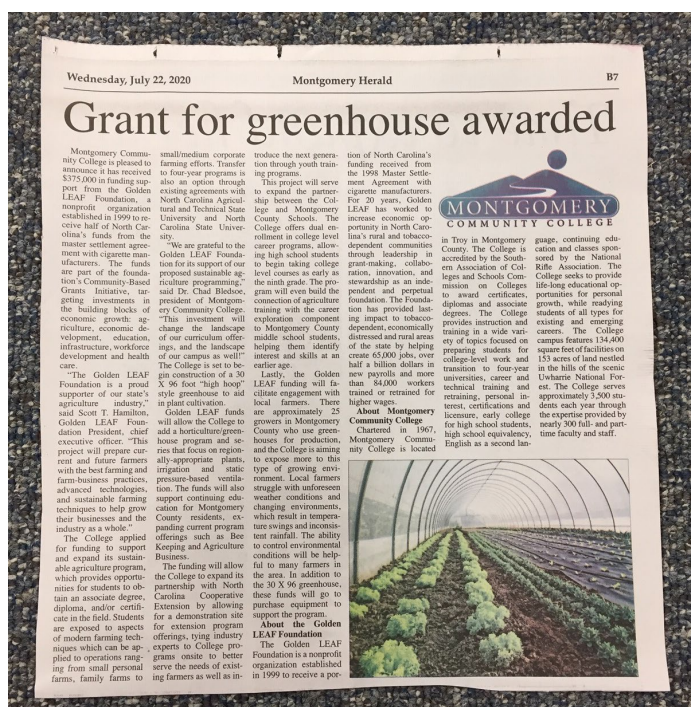 Wednesday, July 22, 2020
Montgomery Herald
B7
Grant for greenhouse awarded
Montgomery Commu-
nity College is pleased to
announce it has received
$375,000 in funding sup-
port from the Golden
LEAF Foundation, a
nonprofit organization
established in 1999 to re-
ceive half of North Car-
olina's funds from the
master settlement agree-
ment with cigarette man-
ufacturers. The funds
are part of the founda-
tion's Community-Based
Grants Initiative, tar-
geting investments in
the building blocks of
economic growth: ag-
riculture, economic de-
velopment, education,
infrastructure, workforce
development and health
care.
"The Golden LEAF
Foundation is a proud
supporter of our state's
agriculture industry,"
said Scott T. Hamilton,
Golden LEAF Foun-
dation President, chief
executive officer. "This
project will prepare cur-
rent and future farmers
with the best farming and
farm-business practices,
advanced technologies,
and sustainable farming
techniques to help grow
their businesses and the
industry as a whole."
The College applied
for funding to support
and expand its sustain-
able agriculture program,
which provides opportu-
nities for students to ob-
tain an associate degree,
diploma, and/or certifi-
cate in the field. Students
are exposed to aspects
of modern farming tech-
niques which can be ap-
plied to operations rang-
ing from small personal
farms, family farms to
small/medium corporate
farming efforts. Transfer
to four-year programs is
also an option through
existing agreements with
North Carolina Agricul-
tural and Technical State
University and North
Carolina State Univer-
sity.
"We are grateful to the
Golden LEAF Founda-
tion for its support of our
proposed sustainable ag-
riculture programming,"
said Dr. Chad Bledsoe,
president of Montgom-
ery Community College.
"This investment will
change the landscape
of our curriculum offer-
ings, and the landscape
of our campus as well!"
The College is set to be-
gin construction of a 30
X 96 foot "high hoop"
style greenhouse to aid
in plant cultivation.
Golden LEAF funds
will allow the College to
add a horticulture/green-
house program and se-
ries that focus on region-
ally-appropriate plants,
irrigation and static
pressure-based ventila-
tion. The funds will also
support continuing edu-
cation for Montgomery
County residents, ex-
panding current program
offerings such as Bee
Keeping and Agriculture
Business.
The funding will allow
the College to expand its
partnership with North
Carolina Cooperative
Extension by allowing
for a demonstration site
for extension program
offerings, tying industry
experts to College pro-
grams onsite to better
serve the needs of exist-
ing farmers as well as in-
troduce the next genera-
tion through youth train-
ing programs.
This project will serve
to expand the partner-
ship between the Col-
lege and Montgomery
County Schools. The
College offers dual en-
rollment in college level
career programs, allow-
ing high school students
to begin taking college
level courses as early as
the ninth grade. The pro-
gram will even build the
connection of agriculture
training with the career
exploration component
to Montgomery County
middle school students,
helping them identify
interest and skills at an
earlier age.
Lastly, the Golden
LEAF funding will fa-
cilitate engagement with
local farmers. There
are approximately 25
growers in Montgomery
County who use green-
houses for production,
and the College is aiming
to expose more to this
type of growing envi-
ronment. Local farmers
struggle with unforeseen
weather conditions and
changing environments,
which result in tempera-
ture swings and inconsis-
tent rainfall. The ability
to control environmental
conditions will be help-
ful to many farmers in
the area. In addition to
the 30 X 96 greenhouse,
these funds will go to
purchase equipment to
support the program.
About the Golden
LEAF Foundation
The Golden LEAF
Foundation is a nonprofit
organization established
in 1999 to receive a por-
tion of North Carolina's
funding received from
the 1998 Master Settle-
ment Agreement with
cigarette manufacturers.
For 20 years, Golden
LEAF has worked to
increase economic op-
portunity in North Caro-
lina's rural and tobacco-
dependent communities
through leadership in
grant-making, collabo-
ration, innovation, and
stewardship as an inde-
pendent and perpetual
foundation. The Founda-
tion has provided last-
ing impact to tobacco-
dependent, economically
distressed and rural areas
of the state by helping
create 65,000 jobs, over
half a billion dollars in
new payrolls and more
than 84,000 workers
trained or retrained for
higher wages.
About Montgomery
Community College
Chartered in 1967,
Montgomery Commu-
nity College is located
MONTGOMERY
COMMUNITY COLLEGE
in Troy in Montgomery
County. The College is
accredited by the South-
ern Association of Col-
leges and Schools Com-
mission on Colleges
to award certificates,
diplomas and associate
degrees. The College
provides instruction and
training in a wide vari-
ety of topics focused on
preparing students for
college-level work and
transition to four-year
universities, career and
technical training and
retraining, personal in-
terest, certifications and
licensure, early college
for high school students,
high school equivalency,
English as a second lan-
guage, continuing edu-
cation and classes spon-
sored by the National
Rifle Association. The
College seeks to provide
life-long educational op-
portunities for personal
growth, while readying
students of all types for
existing and emerging
careers. The College
campus features 134,400
square feet of facilities on
153 acres of land nestled
in the hills of the scenic
Uwharrie National For-
est. The College serves
approximately 3,500 stu-
dents each year through
the expertise provided by
nearly 300 full- and part-
time faculty and staff.